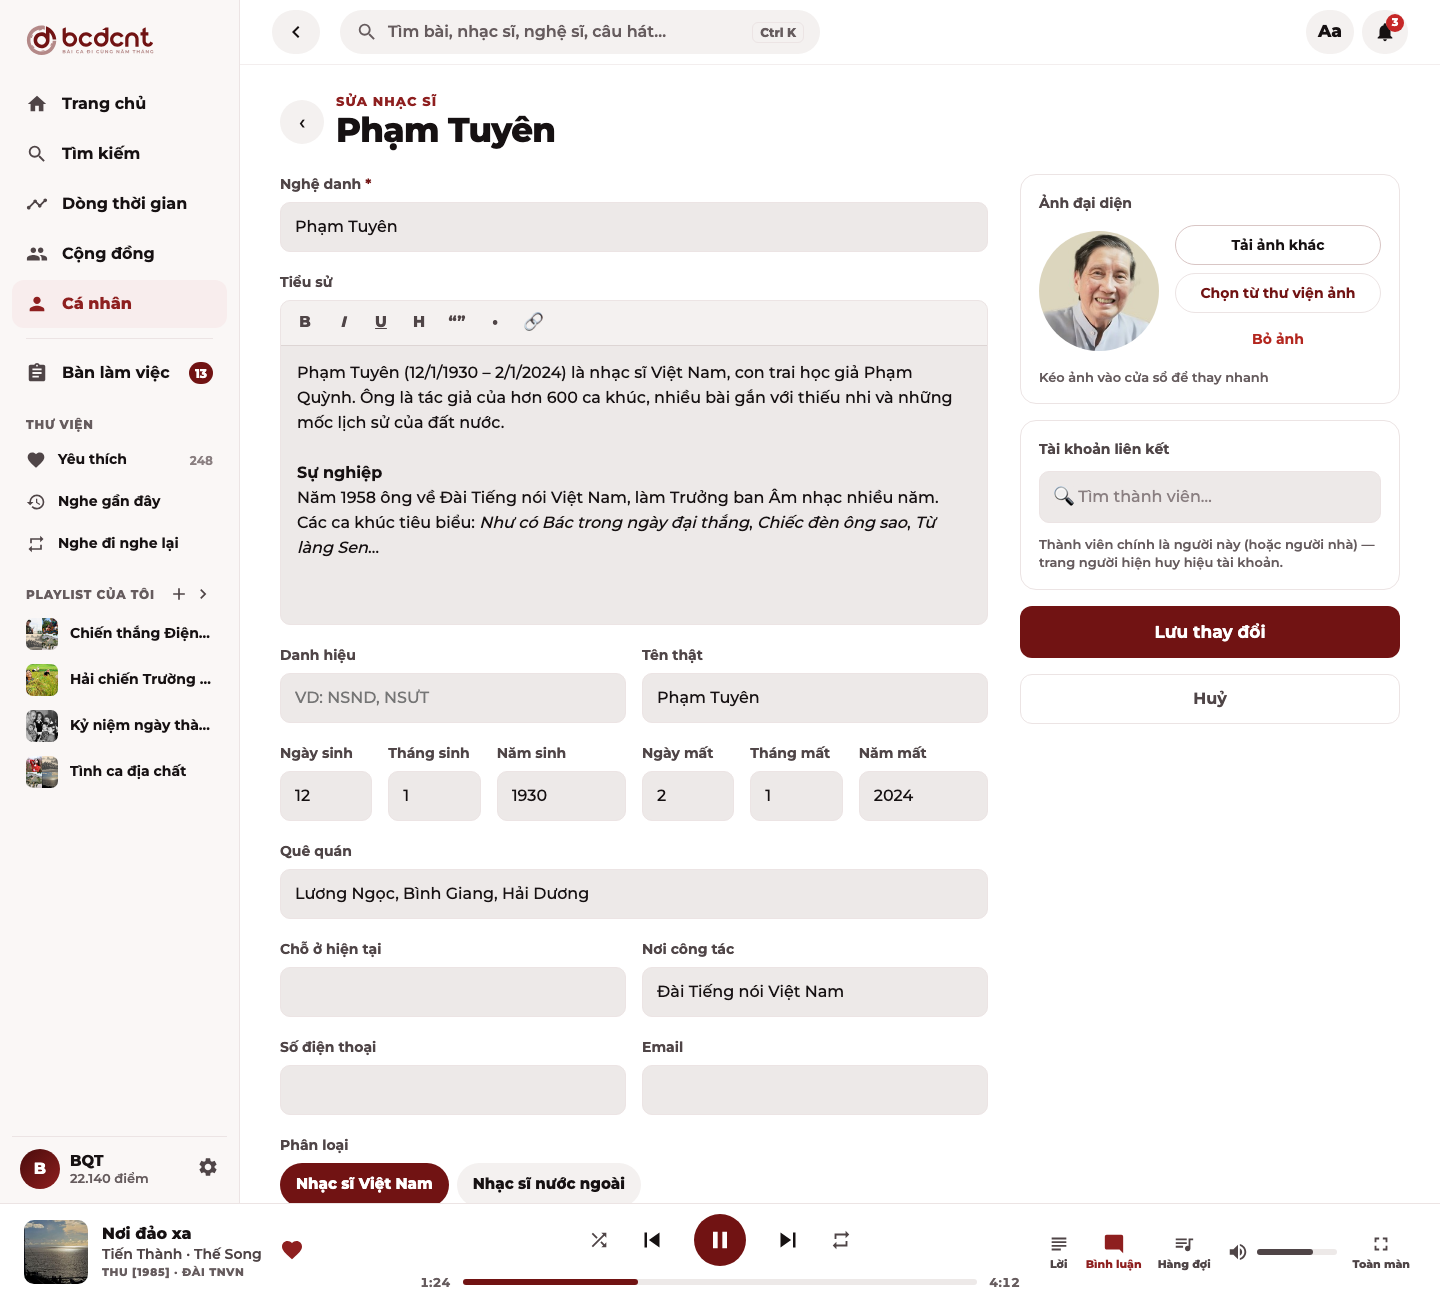 bcdcnt
BÀI CA ĐI CÙNG NĂM THÁNG
Trang chủ
Tìm kiếm
Dòng thời gian
Cộng đồng
Cá nhân
Bàn làm việc 13
THƯ VIỆN
Yêu thích 248
Nghe gần đây
Nghe đi nghe lại
PLAYLIST CỦA TÔI
Chiến thắng Điện...
Hải chiến Trường ...
Kỷ niệm ngày thà...
Tình ca địa chất
B
BQT
22.140 điểm
Tìm bài, nhạc sĩ, nghệ sĩ, câu hát... Ctrl K
Aa
3
SỬA NHẠC SĨ
Phạm Tuyên
Nghệ danh *
Phạm Tuyên
Tiểu sử
B I U H “” •
Phạm Tuyên (12/1/1930 – 2/1/2024) là nhạc sĩ Việt Nam, con trai học giả Phạm
Quỳnh. Ông là tác giả của hơn 600 ca khúc, nhiều bài gắn với thiếu nhi và những
mốc lịch sử của đất nước.
Sự nghiệp
Năm 1958 ông về Đài Tiếng nói Việt Nam, làm Trưởng ban Âm nhạc nhiều năm.
Các ca khúc tiêu biểu: Như có Bác trong ngày đại thắng, Chiếc đèn ông sao, Từ
làng Sen...
Danh hiệu
VD: NSND, NSƯT
Tên thật
Phạm Tuyên
Ngày sinh Tháng sinh Năm sinh Ngày mất Tháng mất Năm mất
12 1 1930 2 1 2024
Quê quán
Lương Ngọc, Bình Giang, Hải Dương
Chỗ ở hiện tại
Nơi công tác
Đài Tiếng nói Việt Nam
Số điện thoại
Email
Phân loại
Nhạc sĩ Việt Nam Nhạc sĩ nước ngoài
Ảnh đại diện
Tải ảnh khác
Chọn từ thư viện ảnh
Bỏ ảnh
Kéo ảnh vào cửa sổ để thay nhanh
Tài khoản liên kết
Tìm thành viên...
Thành viên chính là người này (hoặc người nhà) —
trang người hiện huy hiệu tài khoản.
Lưu thay đổi
Huỷ
Nơi đảo xa
Tiến Thành · Thế Song
THU [1985] · ĐÀI TNVN
1:24
4:12
Lời
Bình luận
Hàng đợi
Toàn màn